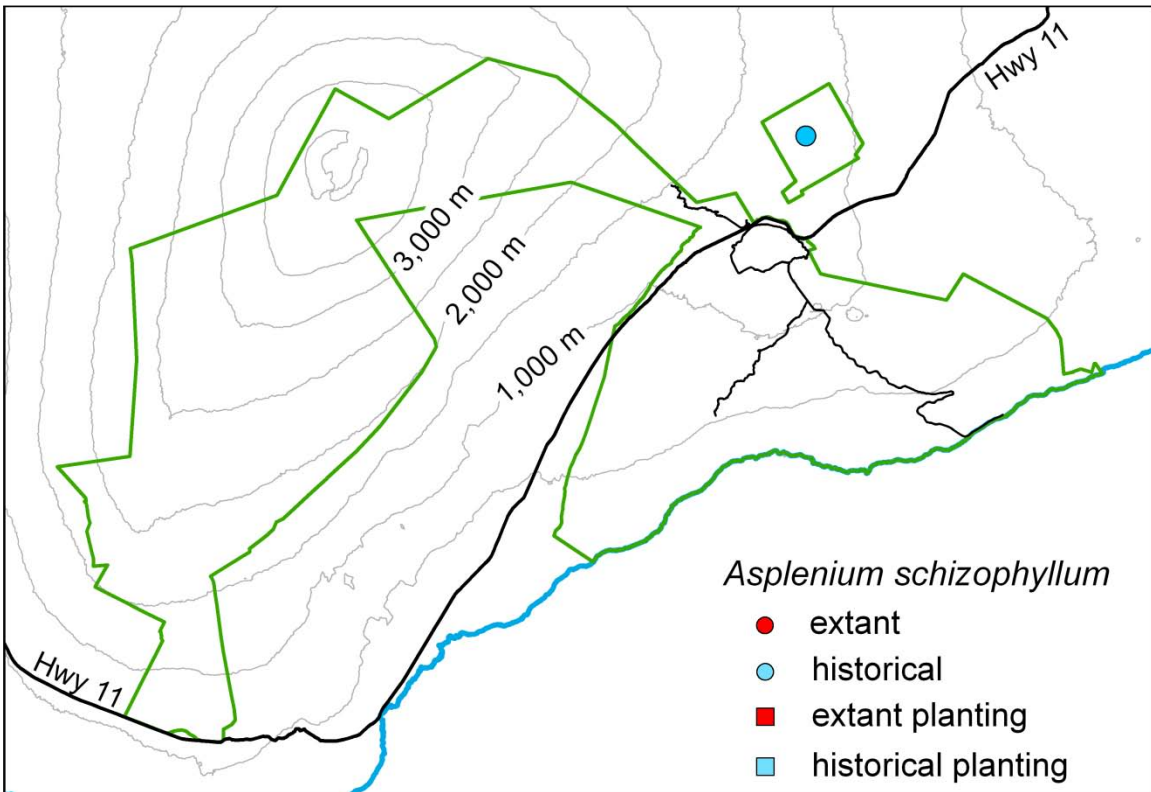 Hwy 11
3,000 m
2,000 m
1,000 m
Hwy 11
Asplenium schizophyllum
extant
historical
extant planting
historical planting